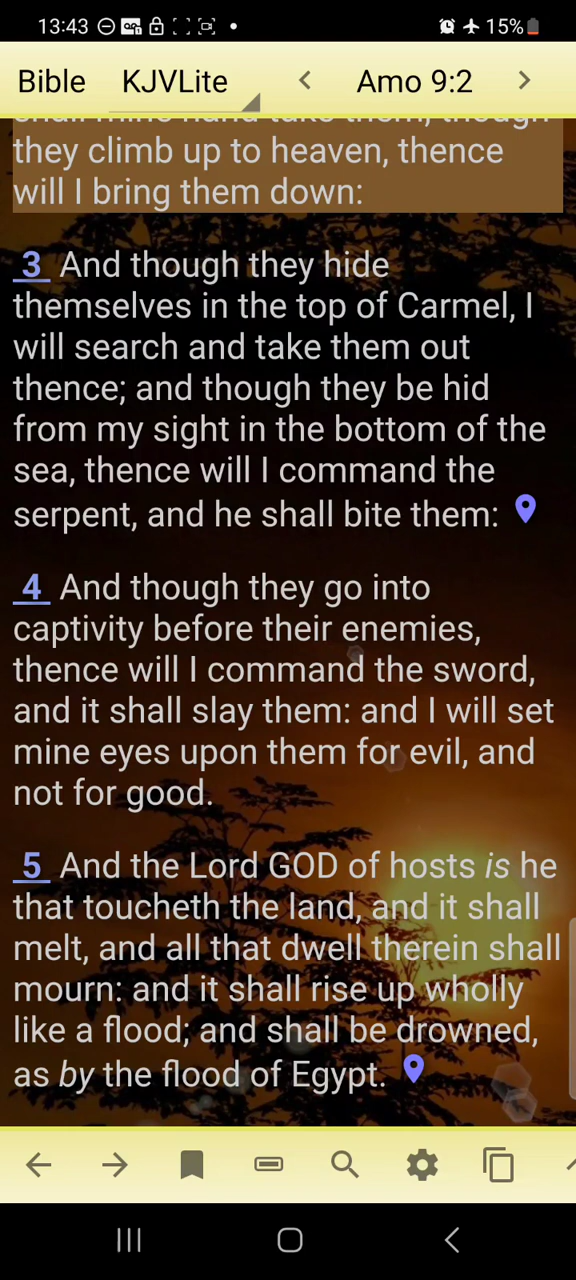 13:43 15%
Bible KJVLite < Amo 9:2 >
shall mine hand take them; though
they climb up to heaven, thence
will I bring them down:
3 And though they hide
themselves in the top of Carmel, I
will search and take them out
thence; and though they be hid
from my sight in the bottom of the
sea, thence will I command the
serpent, and he shall bite them:
4 And though they go into
captivity before their enemies,
thence will I command the sword,
and it shall slay them: and I will set
mine eyes upon them for evil, and
not for good.
5 And the Lord GOD of hosts is he
that toucheth the land, and it shall
melt, and all that dwell therein shall
mourn: and it shall rise up wholly
like a flood; and shall be drowned,
as by the flood of Egypt.